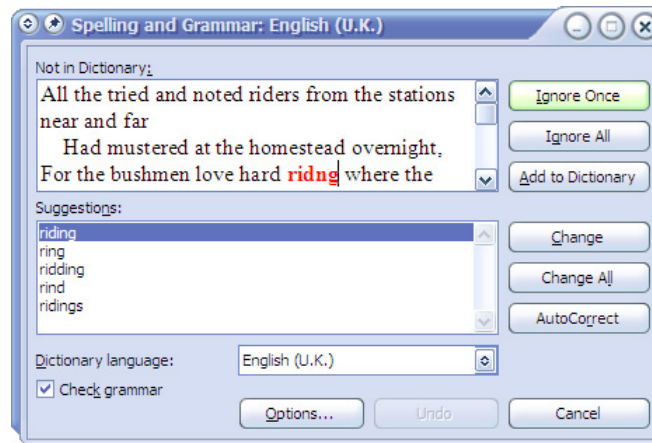 Spelling and Grammar: English (U.K.)
Not in Dictionary:
All the tried and noted riders from the stations
near and far
Had mustered at the homestead overnight,
For the bushmen love hard ridng where the
Ignore Once
Ignore All
Add to Dictionary
Suggestions:
riding
ring
ridding
rind
ridings
Change
Change All
AutoCorrect
Dictionary language:
English (U.K.)
Check grammar
Options...
Undo
Cancel